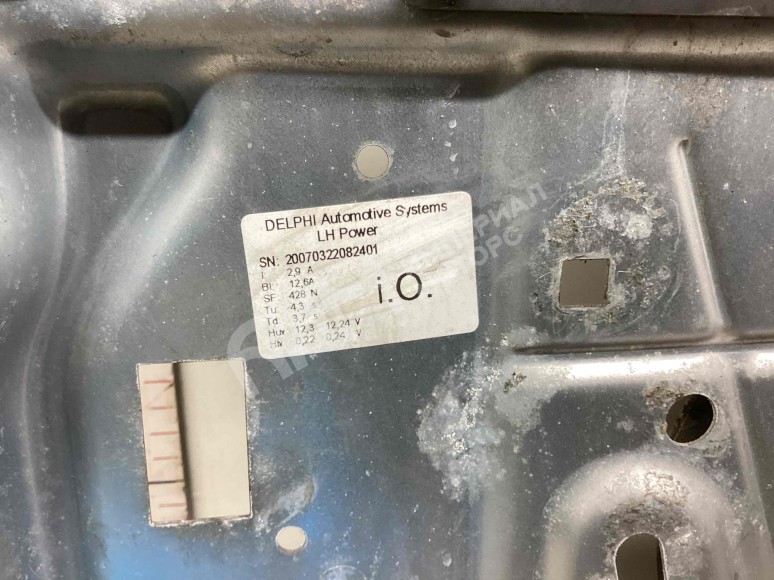 DELPHI Automotive Systems
LH Power
SN: 20070322082401
I: 2,9 A
Bl: 12,6A
SF: 428 N
Tu: 4,3 s
Td: 3,7 s
Huv 12,3 12,24 V
Hlv 0,22 0,24 V
i.O.